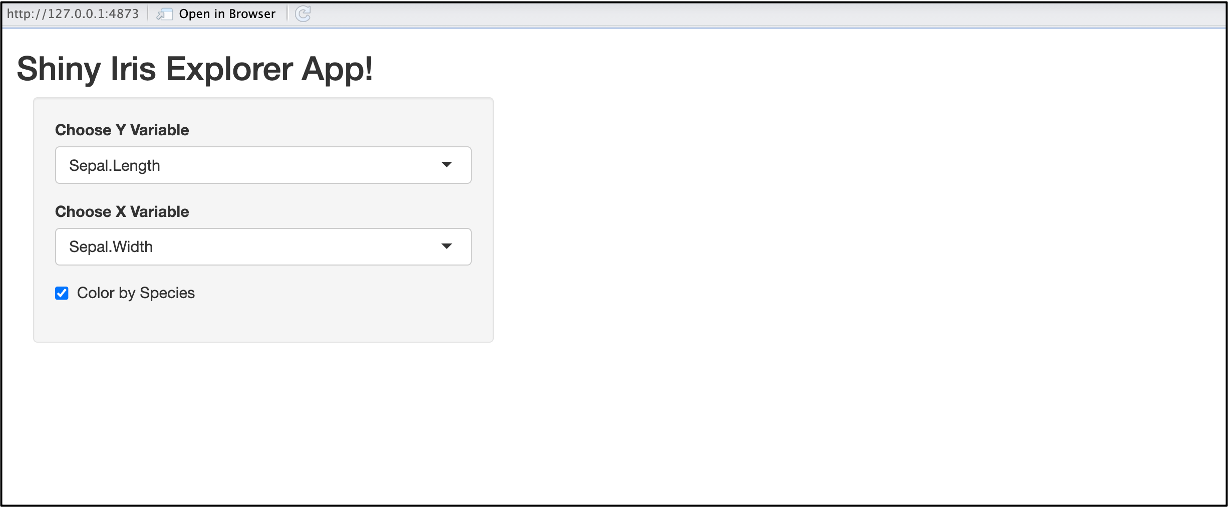 http://127.0.0.1:4873 Open in Browser
Shiny Iris Explorer App!
Choose Y Variable
Sepal.Length
Choose X Variable
Sepal.Width
Color by Species